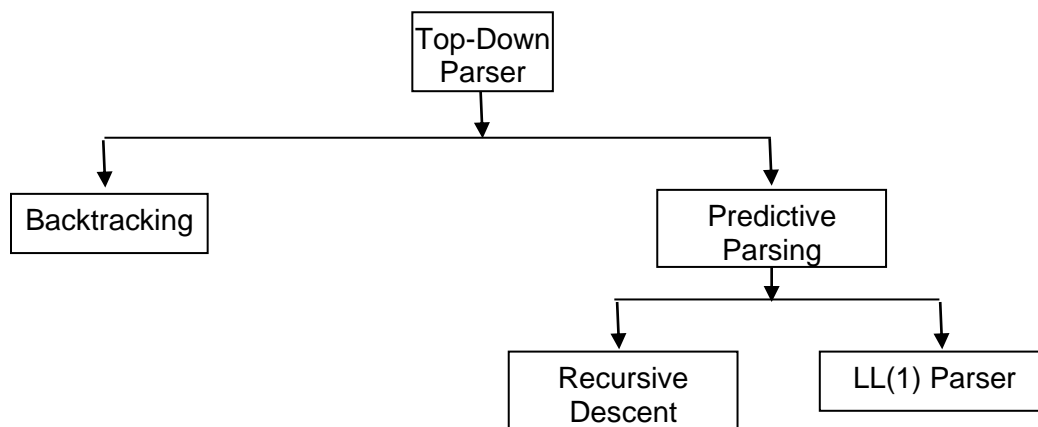 Top-Down
Parser
Backtracking
Predictive
Parsing
Recursive
Descent
LL(1) Parser